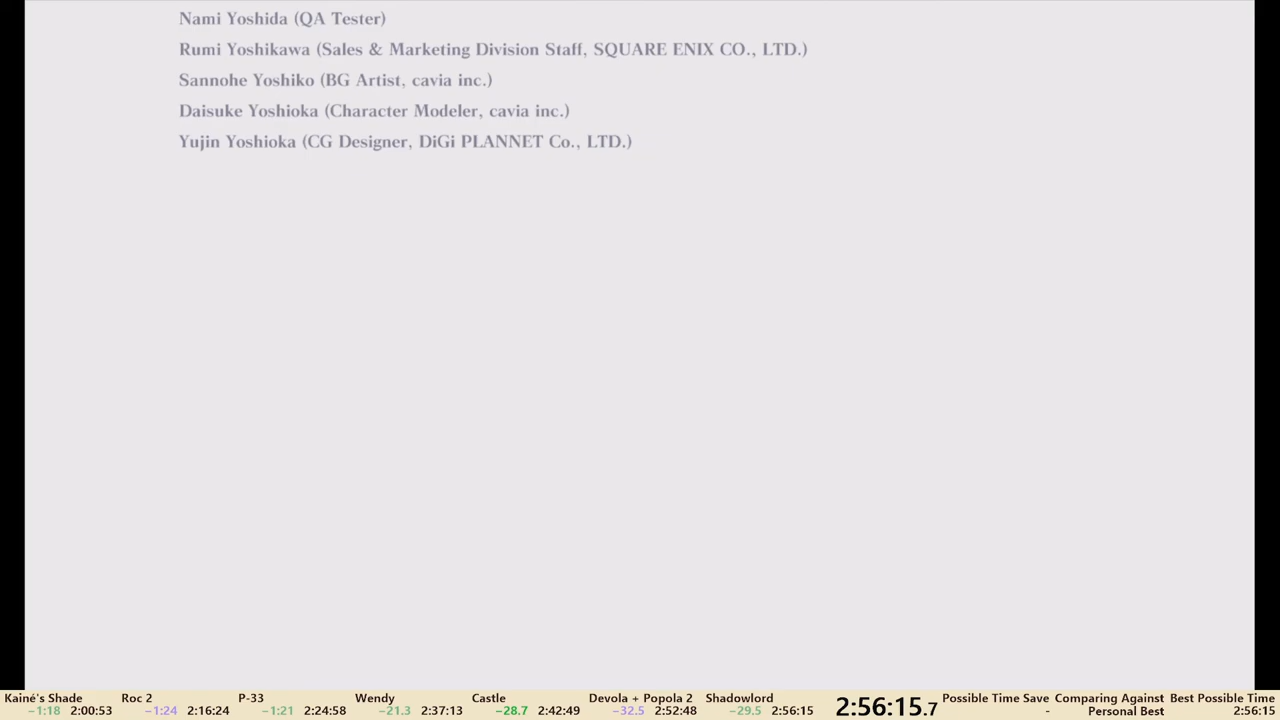 Nami Yoshida (QA Tester)
Rumi Yoshikawa (Sales & Marketing Division Staff, SQUARE ENIX CO., LTD.)
Sannohe Yoshiko (BG Artist, cavia inc.)
Daisuke Yoshioka (Character Modeler, cavia inc.)
Yujin Yoshioka (CG Designer, DiGi PLANNET Co., LTD.)
Kainé's Shade
−1:18 2:00:53
Roc 2
−1:24 2:16:24
P-33
−1:21 2:24:58
Wendy
−21.3 2:37:13
Castle
−28.7 2:42:49
Devola + Popola 2
−32.5 2:52:48
Shadowlord
−29.5 2:56:15
2:56:15.7
Possible Time Save
-
Comparing Against
Personal Best
Best Possible Time
2:56:15